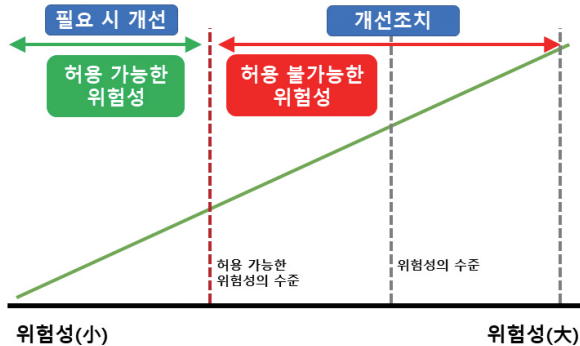 필요 시 개선
개선조치
허용 가능한
위험성
허용 불가능한
위험성
허용 가능한
위험성의 수준
위험성의 수준
위험성(小)
위험성(大)